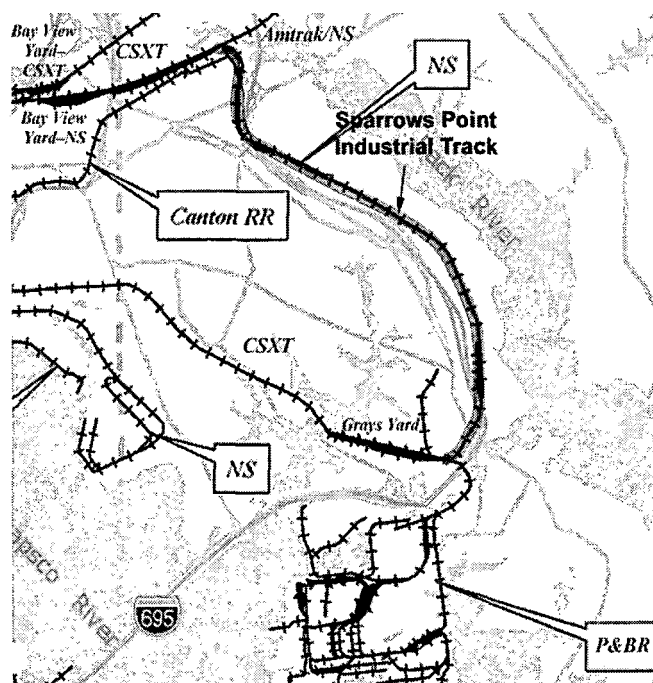 Bay View
Yard–
CSXT
CSXT
Amtrak/NS
NS
Bay View
Yard–NS
Sparrows Point
Industrial Track
Back River
Canton RR
CSXT
Grays Yard
NS
River
695
P&BR